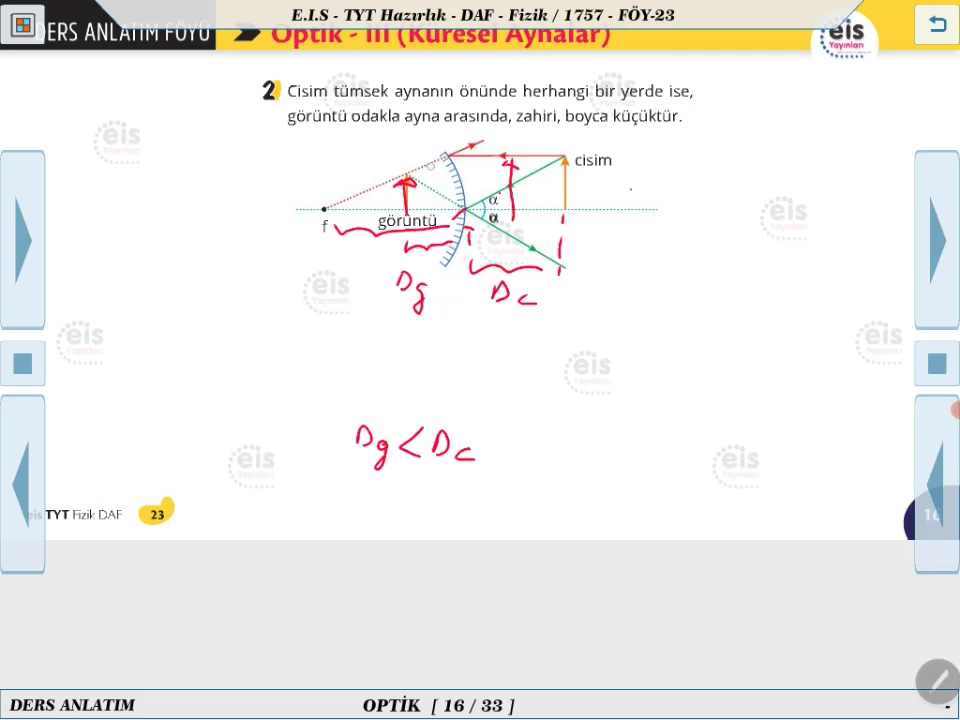 E.I.S - TYT Hazırlık - DAF - Fizik / 1757 - FÖY-23
DERS ANLATIM FÖYÜ
Optik - III (Küresel Aynalar)
eis
Yayınları
2 Cisim tümsek aynanın önünde herhangi bir yerde ise,
görüntü odakla ayna arasında, zahiri, boyca küçüktür.
cisim
α
α
f
görüntü
Dg
Dc
Dg < Dc
eis TYT Fizik DAF 23
16
DERS ANLATIM
OPTİK [ 16 / 33 ]
-